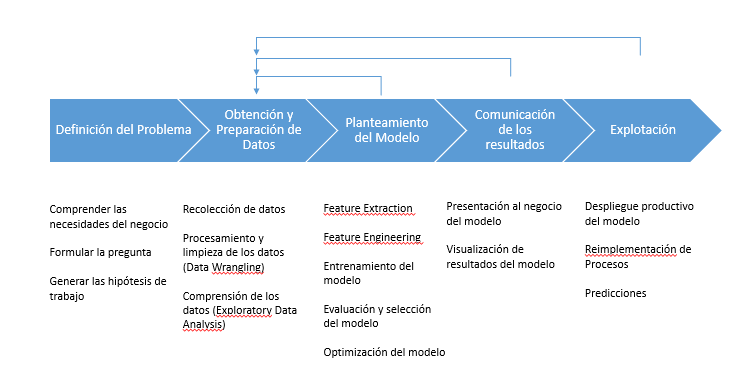 Definición del Problema
Obtención y
Preparación de
Datos
Planteamiento
del Modelo
Comunicación
de los
resultados
Explotación
Comprender las
necesidades del negocio
Formular la pregunta
Generar las hipótesis de
trabajo
Recolección de datos
Procesamiento y
limpieza de los datos
(Data Wrangling)
Comprensión de los
datos (Exploratory Data
Analysis)
Feature Extraction
Feature Engineering
Entrenamiento del
modelo
Evaluación y selección
del modelo
Optimización del modelo
Presentación al negocio
del modelo
Visualización de
resultados del modelo
Despliegue productivo
del modelo
Reimplementación de
Procesos
Predicciones